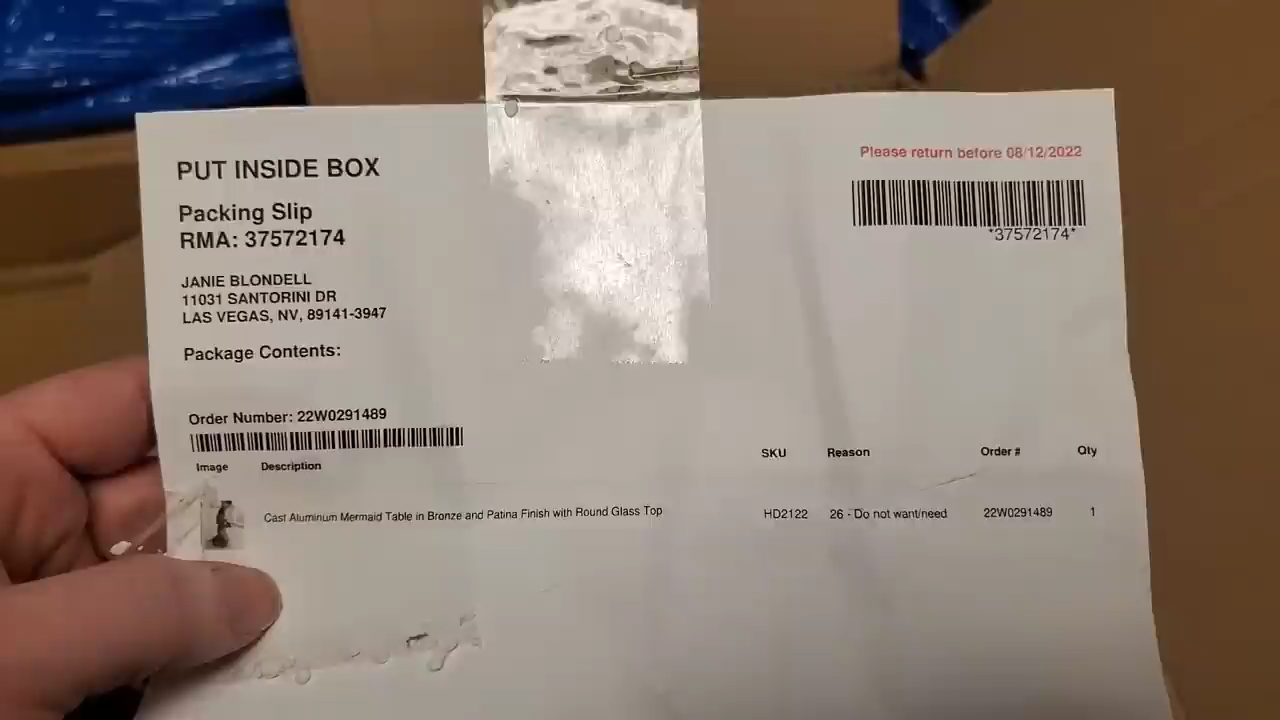 PUT INSIDE BOX
Please return before 08/12/2022
Packing Slip
RMA: 37572174
*37572174*
JANIE BLONDELL
11031 SANTORINI DR
LAS VEGAS, NV, 89141-3947
Package Contents:
Order Number: 22W0291489
Image Description SKU Reason Order # Qty
Cast Aluminum Mermaid Table in Bronze and Patina Finish with Round Glass Top HD2122 26 - Do not want/need 22W0291489 1